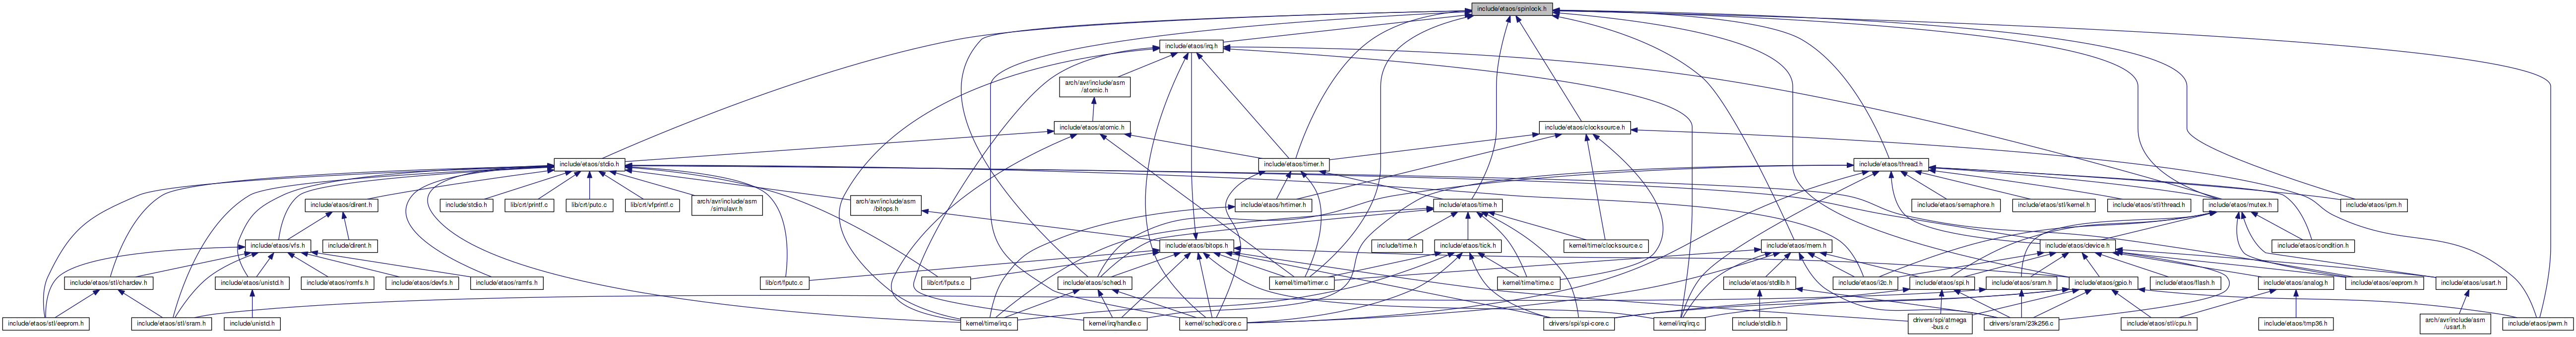 include/etaos/spinlock.h
include/etaos/irq.h
arch/avr/include/asm
/atomic.h
include/etaos/atomic.h
include/etaos/clocksource.h
include/etaos/stdio.h
include/etaos/timer.h
include/etaos/thread.h
include/etaos/dirent.h
include/stdio.h
lib/crt/printf.c
lib/crt/putc.c
lib/crt/vfprintf.c
arch/avr/include/asm
/simulavr.h
arch/avr/include/asm
/bitops.h
include/etaos/hrtimer.h
include/etaos/time.h
include/etaos/semaphore.h
include/etaos/stl/kernel.h
include/etaos/stl/thread.h
include/etaos/mutex.h
include/etaos/ipm.h
include/etaos/vfs.h
include/dirent.h
include/etaos/bitops.h
include/time.h
include/etaos/tick.h
kernel/time/clocksource.c
include/etaos/mem.h
include/etaos/device.h
include/etaos/condition.h
include/etaos/stl/chardev.h
include/etaos/unistd.h
include/etaos/romfs.h
include/etaos/devfs.h
include/etaos/ramfs.h
lib/crt/fputc.c
lib/crt/fputs.c
include/etaos/sched.h
kernel/time/timer.c
kernel/time/time.c
include/etaos/stdlib.h
include/etaos/i2c.h
include/etaos/spi.h
include/etaos/sram.h
include/etaos/gpio.h
include/etaos/flash.h
include/etaos/analog.h
include/etaos/eeprom.h
include/etaos/usart.h
include/etaos/stl/eeprom.h
include/etaos/stl/sram.h
include/unistd.h
kernel/time/irq.c
kernel/irq/handle.c
kernel/sched/core.c
drivers/spi/spi-core.c
kernel/irq/irq.c
include/stdlib.h
drivers/spi/atmega
-bus.c
drivers/sram/23k256.c
include/etaos/stl/cpu.h
include/etaos/tmp36.h
arch/avr/include/asm
/usart.h
include/etaos/pwm.h